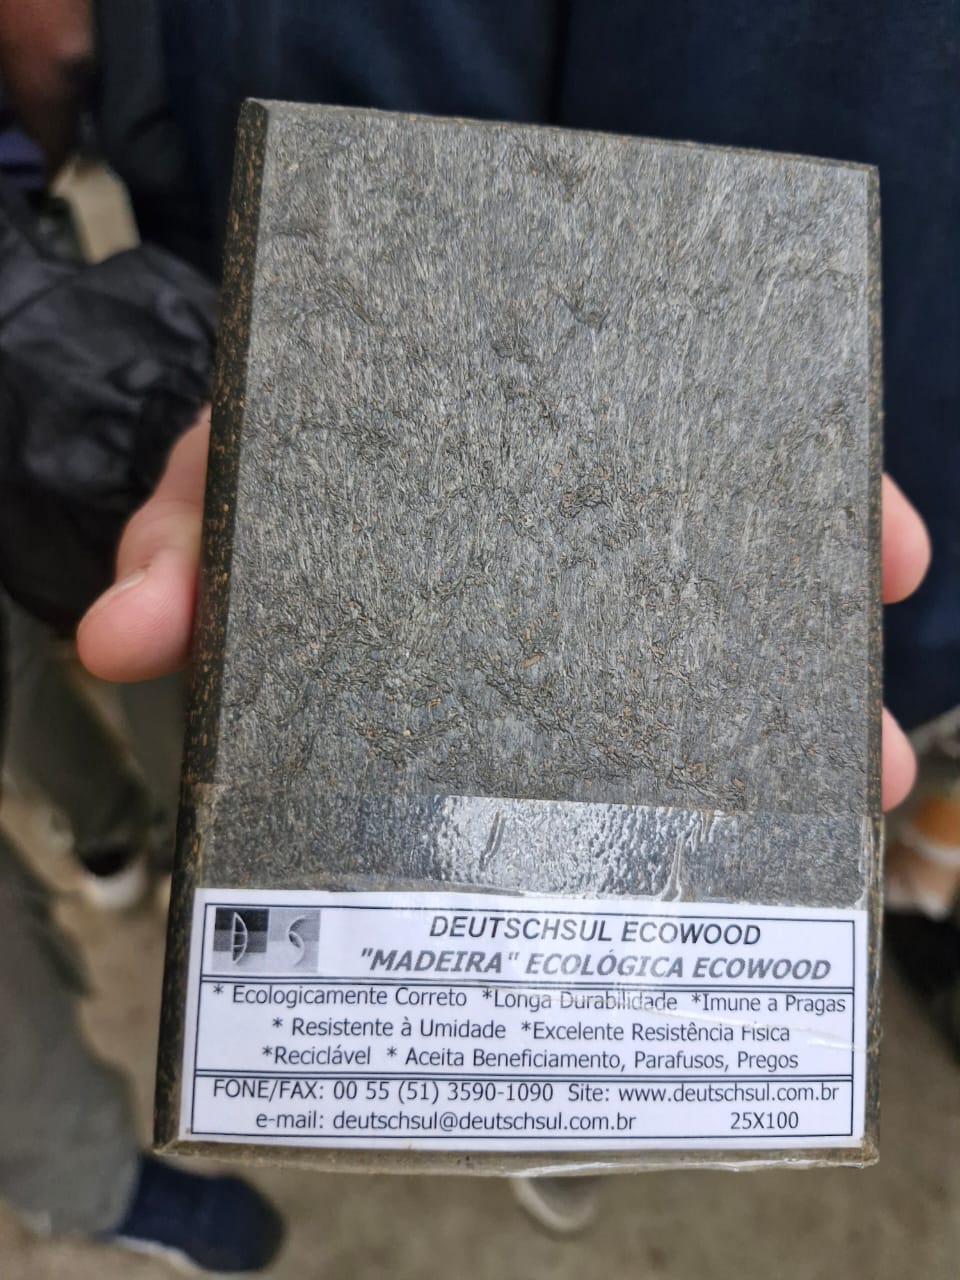 DEUTSCHSUL ECOWOOD
"MADEIRA" ECOLÓGICA ECOWOOD
* Ecologicamente Correto *Longa Durabilidade *Imune a Pragas
* Resistente à Umidade *Excelente Resistência Física
*Reciclável * Aceita Beneficiamento, Parafusos, Pregos
FONE/FAX: 00 55 (51) 3590-1090 Site: www.deutschsul.com.br
e-mail: deutschsul@deutschsul.com.br 25X100